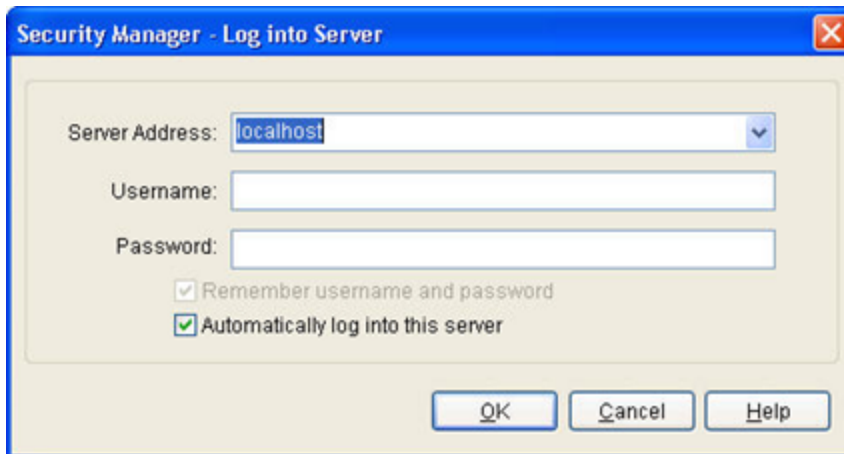 Security Manager - Log into Server
Server Address: localhost
Username:
Password:
Remember username and password
Automatically log into this server
OK Cancel Help